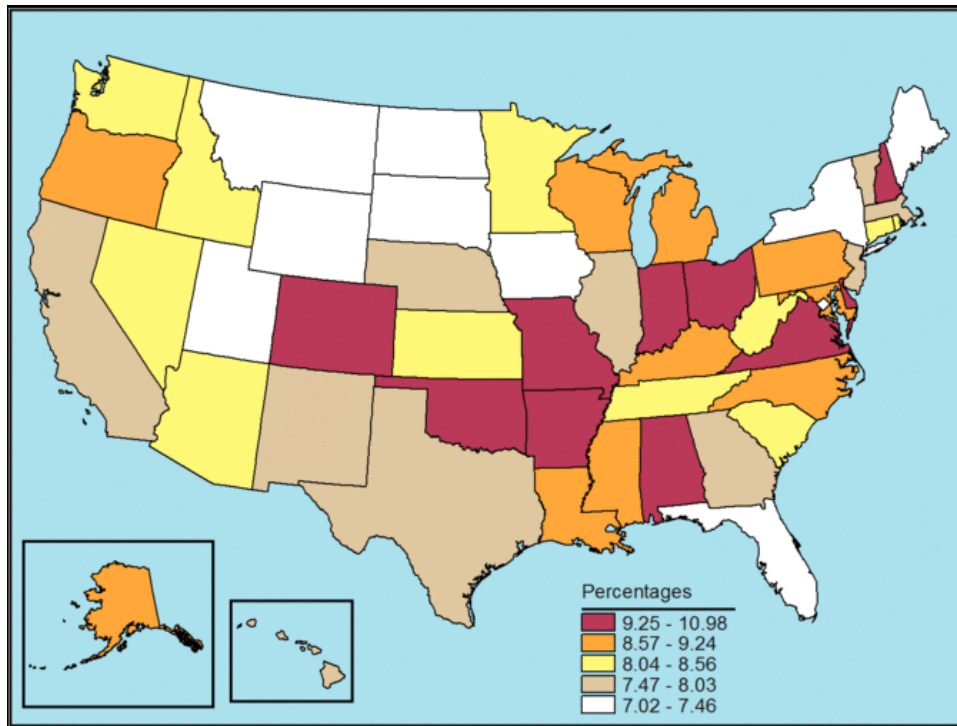 Percentages
9.25 - 10.98
8.57 - 9.24
8.04 - 8.56
7.47 - 8.03
7.02 - 7.46